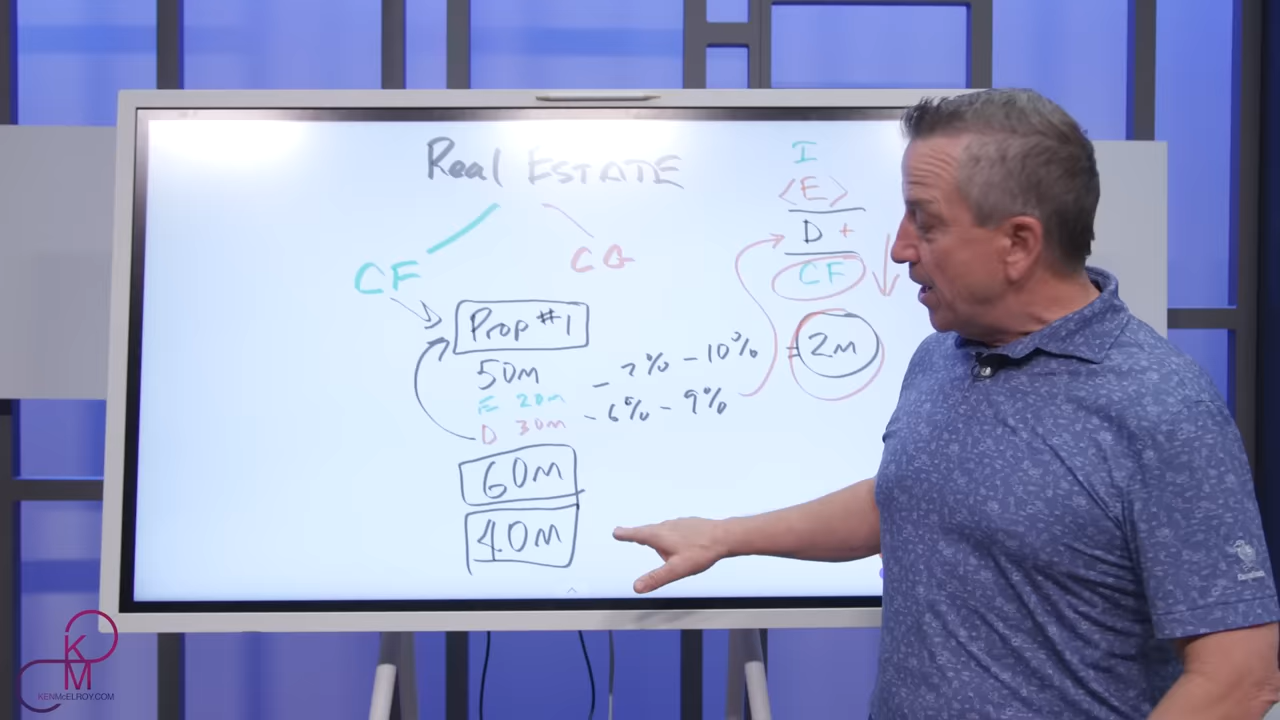 Real ESTATE
CF
CG
Prop #1
50m
E 20m
D 30m
- 7% - 10%
- 6% - 9%
60m
40m
I
<E>
D +
CF
= 2m
KM
KENMCELROY.COM